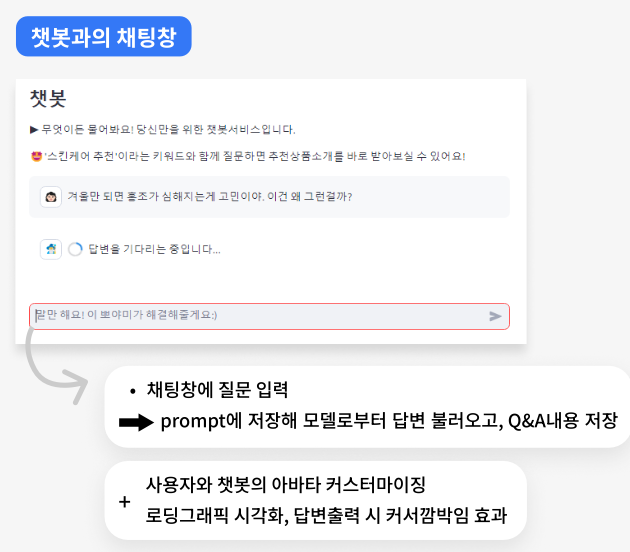 챗봇과의 채팅창
챗봇
▶ 무엇이든 물어봐요! 당신만을 위한 챗봇서비스입니다.
🤩'스킨케어 추천'이라는 키워드와 함께 질문하면 추천상품소개를 바로 받아보실 수 있어요!
겨울만 되면 홍조가 심해지는게 고민이야. 이건 왜 그런걸까?
답변을 기다리는 중입니다...
말만 해요! 이 뽀야미가 해결해줄게요:)
• 채팅창에 질문 입력
➡ prompt에 저장해 모델로부터 답변 불러오고, Q&A내용 저장
+ 사용자와 챗봇의 아바타 커스터마이징
로딩그래픽 시각화, 답변출력 시 커서깜박임 효과